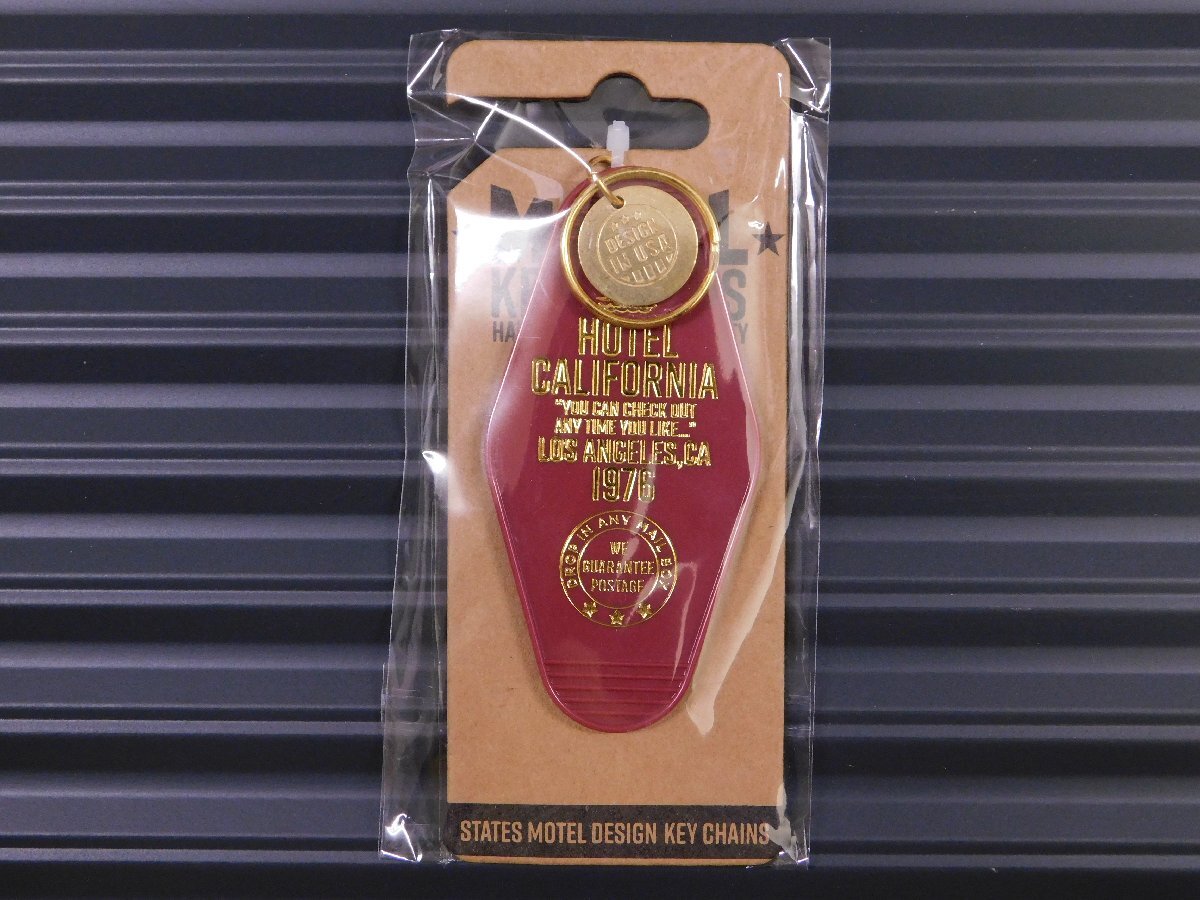 DESIGN
IN USA
HOTEL
CALIFORNIA
"YOU CAN CHECK OUT
ANY TIME YOU LIKE...."
LOS ANGELES,CA
1976
DROP IN ANY MAIL BOX
WE
GUARANTEE
POSTAGE
STATES MOTEL DESIGN KEY CHAINS